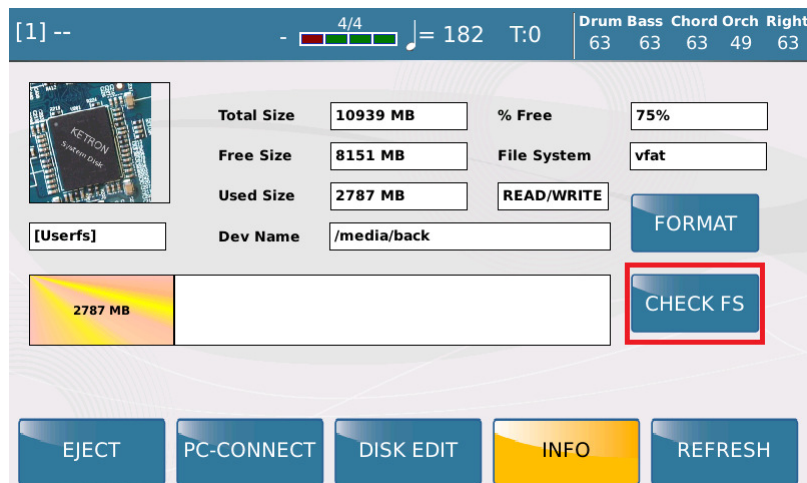 [1] --
- 4/4 = 182 T:0
Drum Bass Chord Orch Right
63 63 63 49 63
KETRON
System Disk
Total Size 10939 MB % Free 75%
Free Size 8151 MB File System vfat
Used Size 2787 MB READ/WRITE
FORMAT
[Userfs] Dev Name /media/back
2787 MB
CHECK FS
EJECT PC-CONNECT DISK EDIT INFO REFRESH